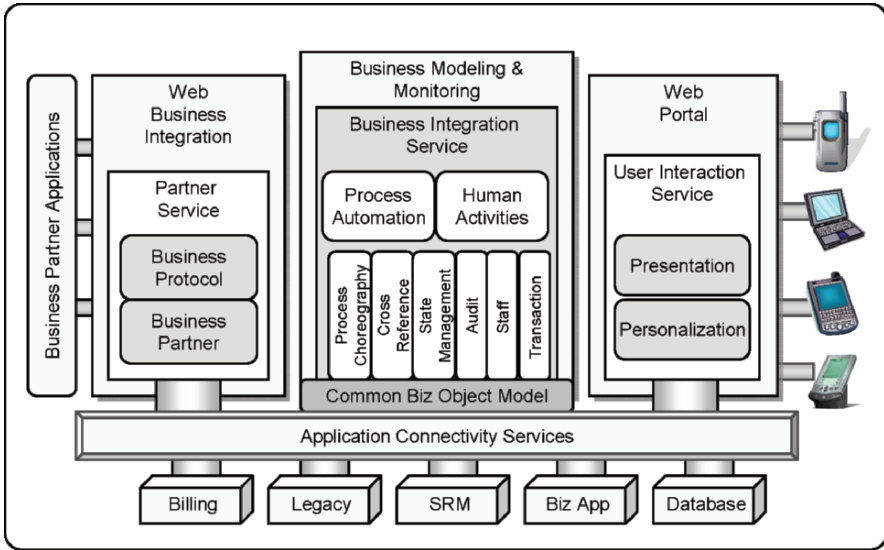 Business Partner Applications
Web
Business
Integration
Partner
Service
Business
Protocol
Business
Partner
Business Modeling &
Monitoring
Business Integration
Service
Process
Automation
Human
Activities
Process
Choreography
Cross
Reference
State
Management
Audit
Staff
Transaction
Common Biz Object Model
Web
Portal
User Interaction
Service
Presentation
Personalization
Application Connectivity Services
Billing
Legacy
SRM
Biz App
Database